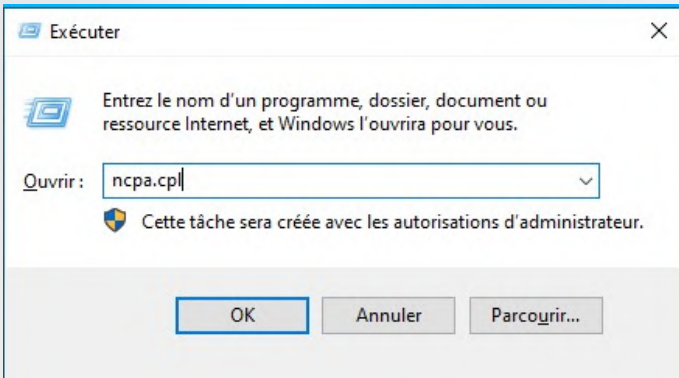 Exécuter
Entrez le nom d'un programme, dossier, document ou
ressource Internet, et Windows l'ouvrira pour vous.
Ouvrir : ncpa.cpl
Cette tâche sera créée avec les autorisations d'administrateur.
OK Annuler Parcourir...